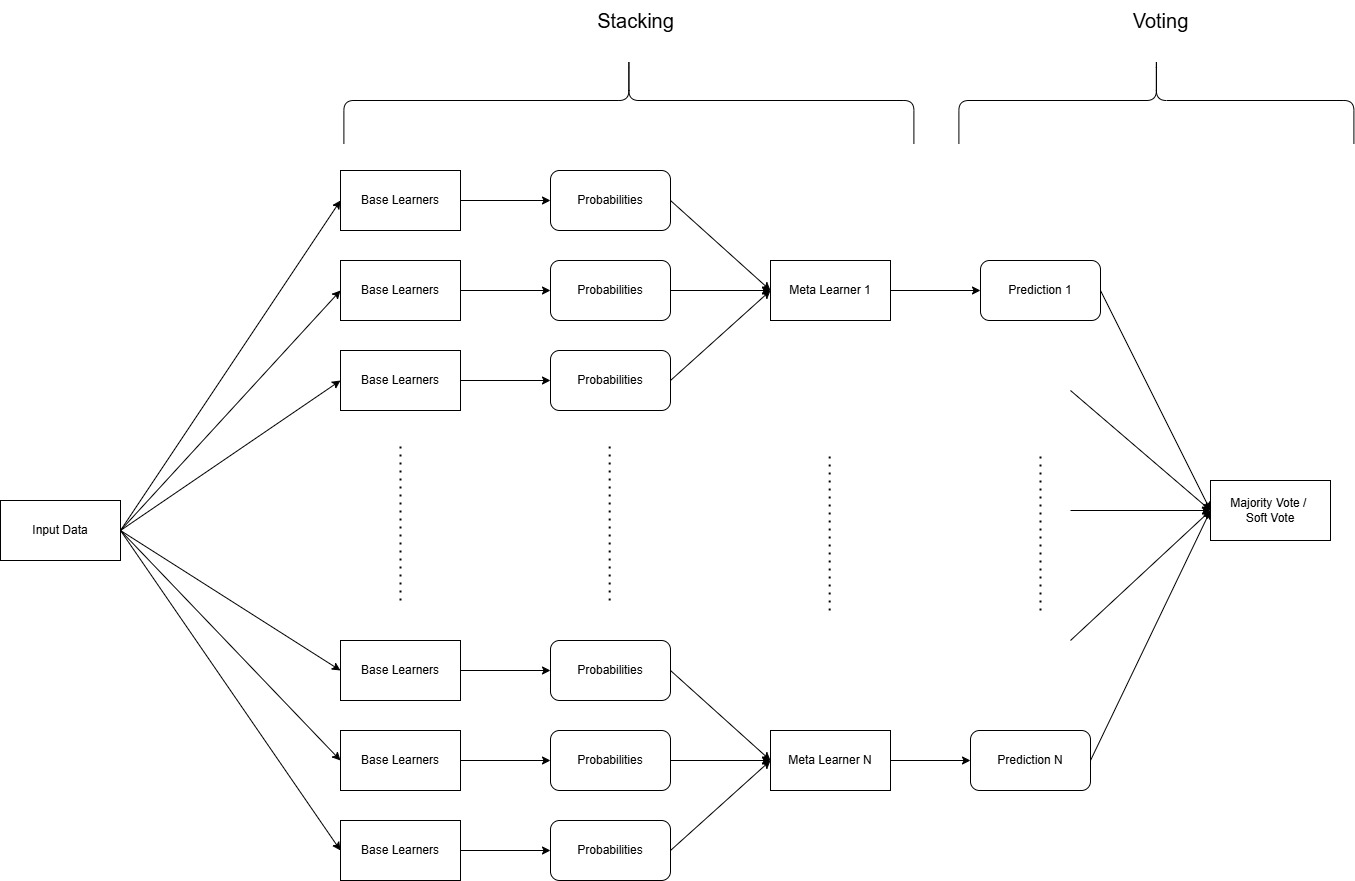 Stacking
Voting
Base Learners
Probabilities
Base Learners
Probabilities
Meta Learner 1
Prediction 1
Base Learners
Probabilities
Input Data
Majority Vote /
Soft Vote
Base Learners
Probabilities
Base Learners
Probabilities
Meta Learner N
Prediction N
Base Learners
Probabilities